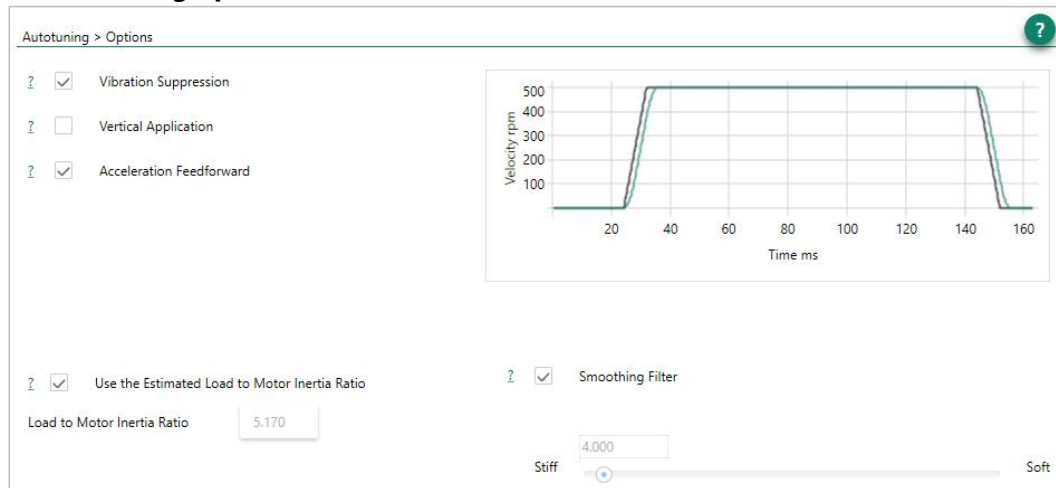 Autotuning > Options
?
? Vibration Suppression
? Vertical Application
? Acceleration Feedforward
Velocity rpm
500
400
300
200
100
20 40 60 80 100 120 140 160
Time ms
? Use the Estimated Load to Motor Inertia Ratio
Load to Motor Inertia Ratio 5.170
? Smoothing Filter
4.000
Stiff Soft